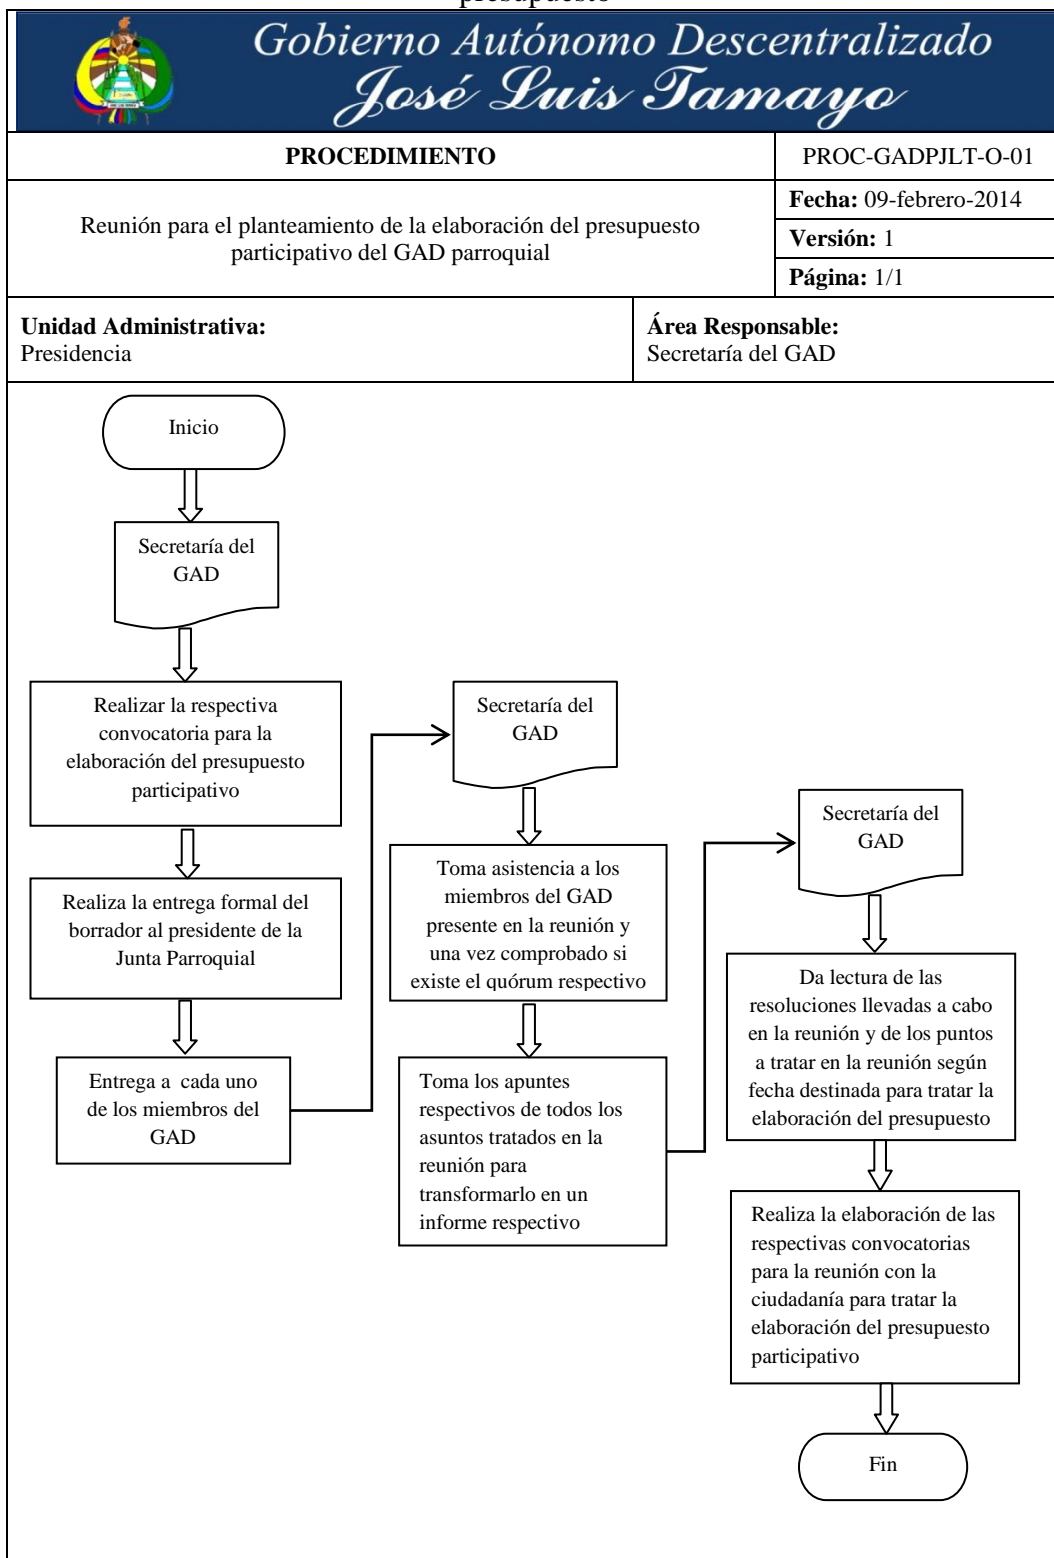 presupuesto
Gobierno Autónomo Descentralizado
José Luis Tamayo
PROCEDIMIENTO
PROC-GADPJLT-O-01
Reunión para el planteamiento de la elaboración del presupuesto
participativo del GAD parroquial
Fecha: 09-febrero-2014
Versión: 1
Página: 1/1
Unidad Administrativa:
Presidencia
Área Responsable:
Secretaría del GAD
Inicio
Secretaría del
GAD
Realizar la respectiva
convocatoria para la
elaboración del presupuesto
participativo
Realiza la entrega formal del
borrador al presidente de la
Junta Parroquial
Entrega a cada uno
de los miembros del
GAD
Secretaría del
GAD
Toma asistencia a los
miembros del GAD
presente en la reunión y
una vez comprobado si
existe el quórum respectivo
Toma los apuntes
respectivos de todos los
asuntos tratados en la
reunión para
transformarlo en un
informe respectivo
Secretaría del
GAD
Da lectura de las
resoluciones llevadas a cabo
en la reunión y de los puntos
a tratar en la reunión según
fecha destinada para tratar la
elaboración del presupuesto
Realiza la elaboración de las
respectivas convocatorias
para la reunión con la
ciudadanía para tratar la
elaboración del presupuesto
participativo
Fin